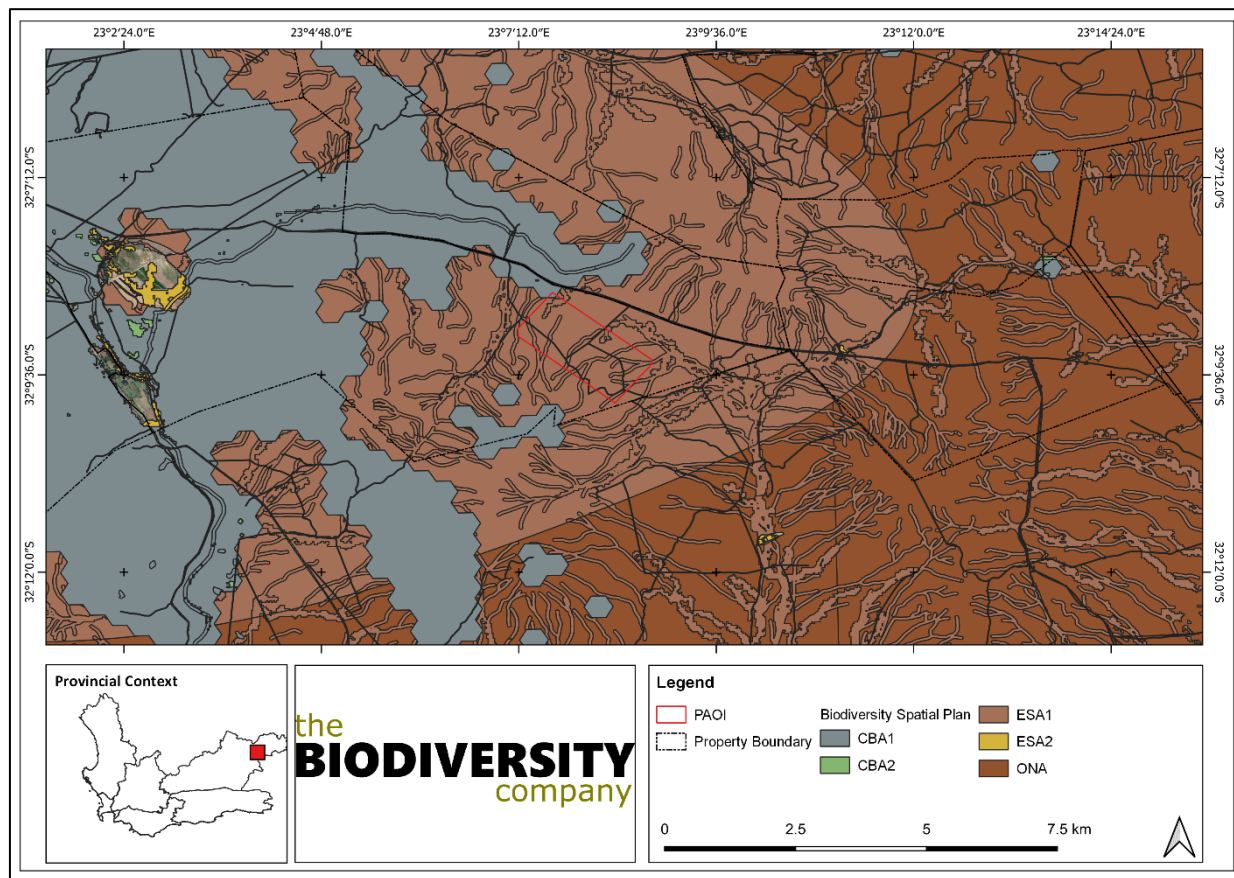 23°2'24.0"E 23°4'48.0"E 23°7'12.0"E 23°9'36.0"E 23°12'0.0"E 23°14'24.0"E
32°7'12.0"S 32°7'12.0"S
32°9'36.0"S 32°9'36.0"S
32°12'0.0"S 32°12'0.0"S
Provincial Context
the
BIODIVERSITY
company
Legend
PAOI
Property Boundary
Biodiversity Spatial Plan
CBA1
CBA2
ESA1
ESA2
ONA
0 2.5 5 7.5 km